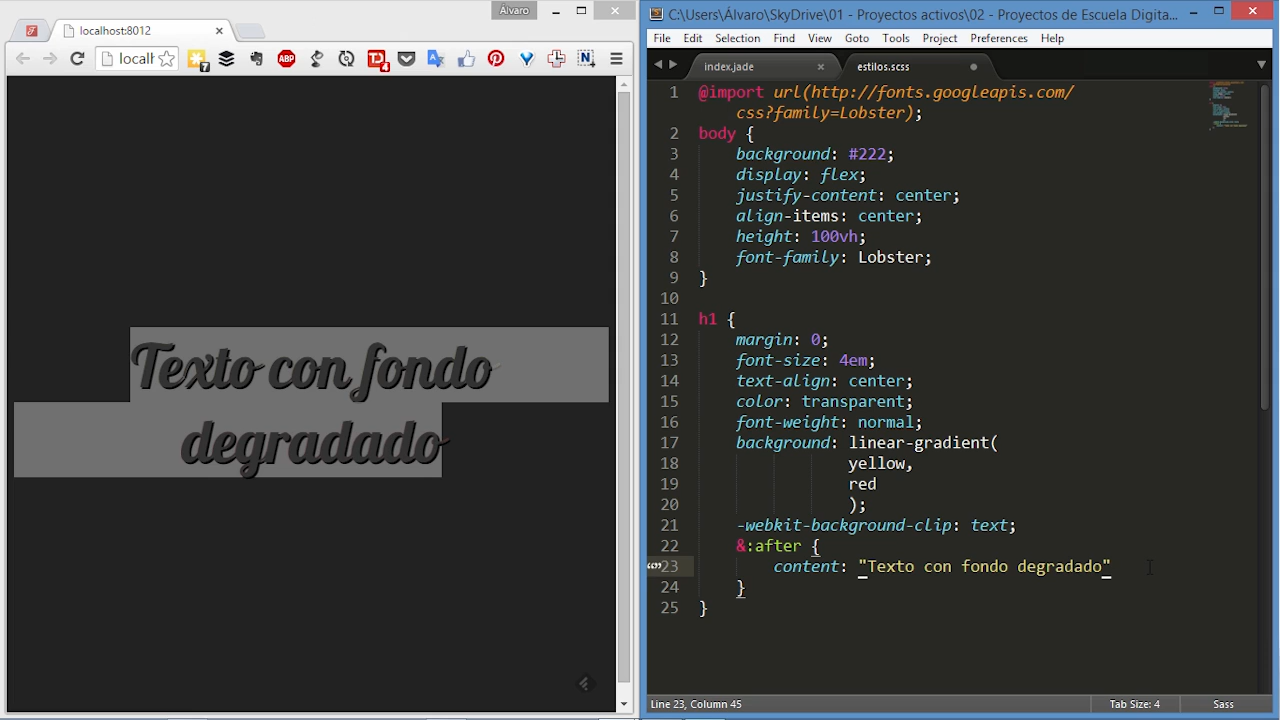 Álvaro
localhost:8012
localh
7
ABP
4
Texto con fondo
degradado
C:\Users\Álvaro\SkyDrive\01 - Proyectos activos\02 - Proyectos de Escuela Digita...
File Edit Selection Find View Goto Tools Project Preferences Help
index.jade estilos.scss
1 @import url(http://fonts.googleapis.com/
css?family=Lobster);
2 body {
3 background: #222;
4 display: flex;
5 justify-content: center;
6 align-items: center;
7 height: 100vh;
8 font-family: Lobster;
9 }
10
11 h1 {
12 margin: 0;
13 font-size: 4em;
14 text-align: center;
15 color: transparent;
16 font-weight: normal;
17 background: linear-gradient(
18 yellow,
19 red
20 );
21 -webkit-background-clip: text;
22 &:after {
23 content: "Texto con fondo degradado"
24 }
25 }
Line 23, Column 45 Tab Size: 4 Sass